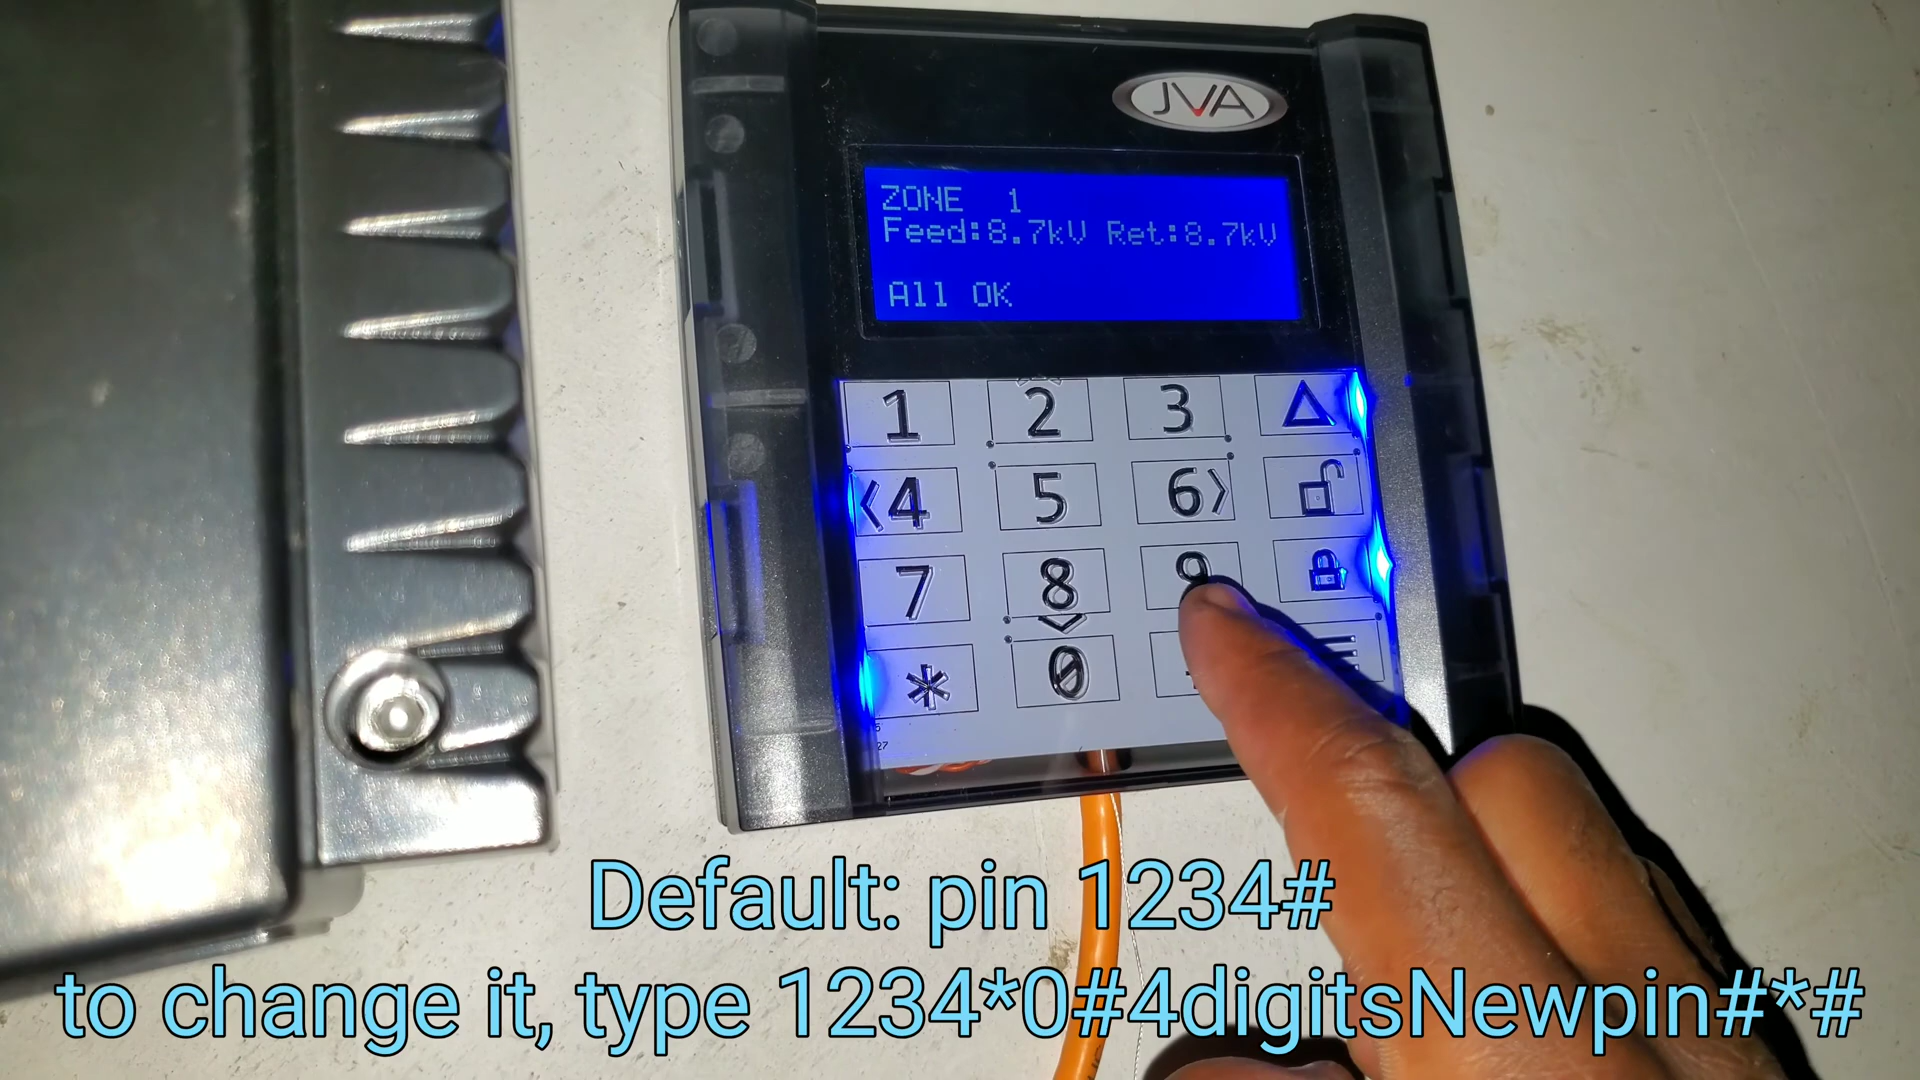 JVA
ZONE 1
Feed:8.7kV Ret:8.7kV
All OK
1 2 3
<4 5 6>
7 8 9
* 0
27
Default: pin 1234#
to change it, type 1234*0#4digitsNewpin#*#